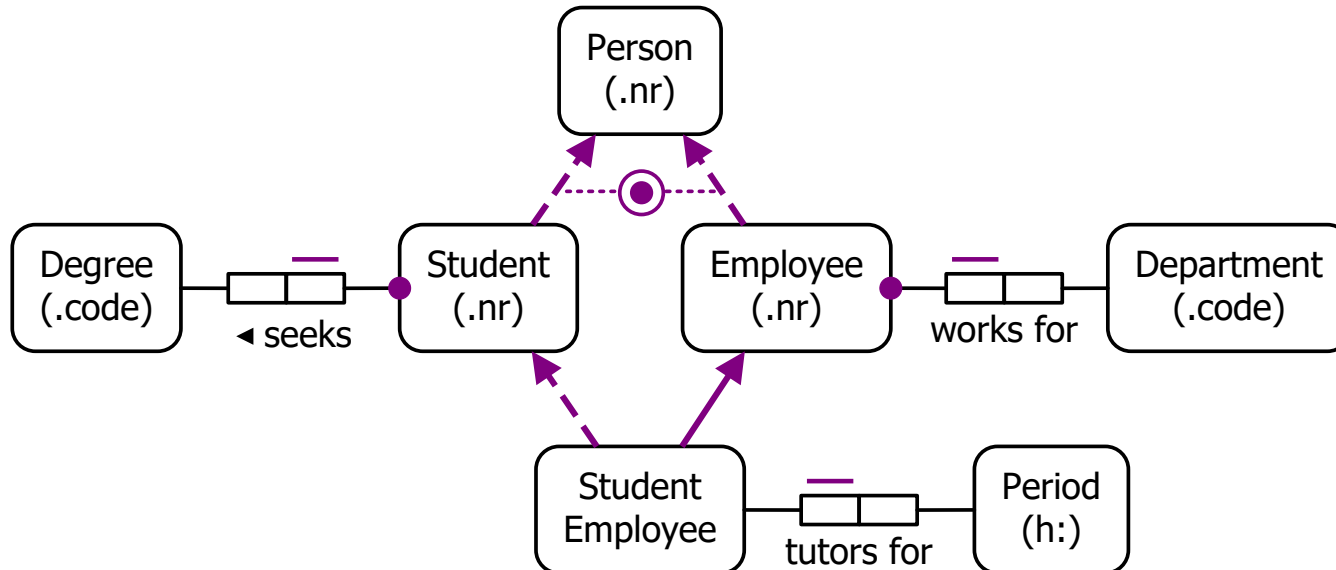 Person
(.nr)
Degree
(.code)
◄ seeks
Student
(.nr)
Employee
(.nr)
works for
Department
(.code)
Student
Employee
tutors for
Period
(h:)